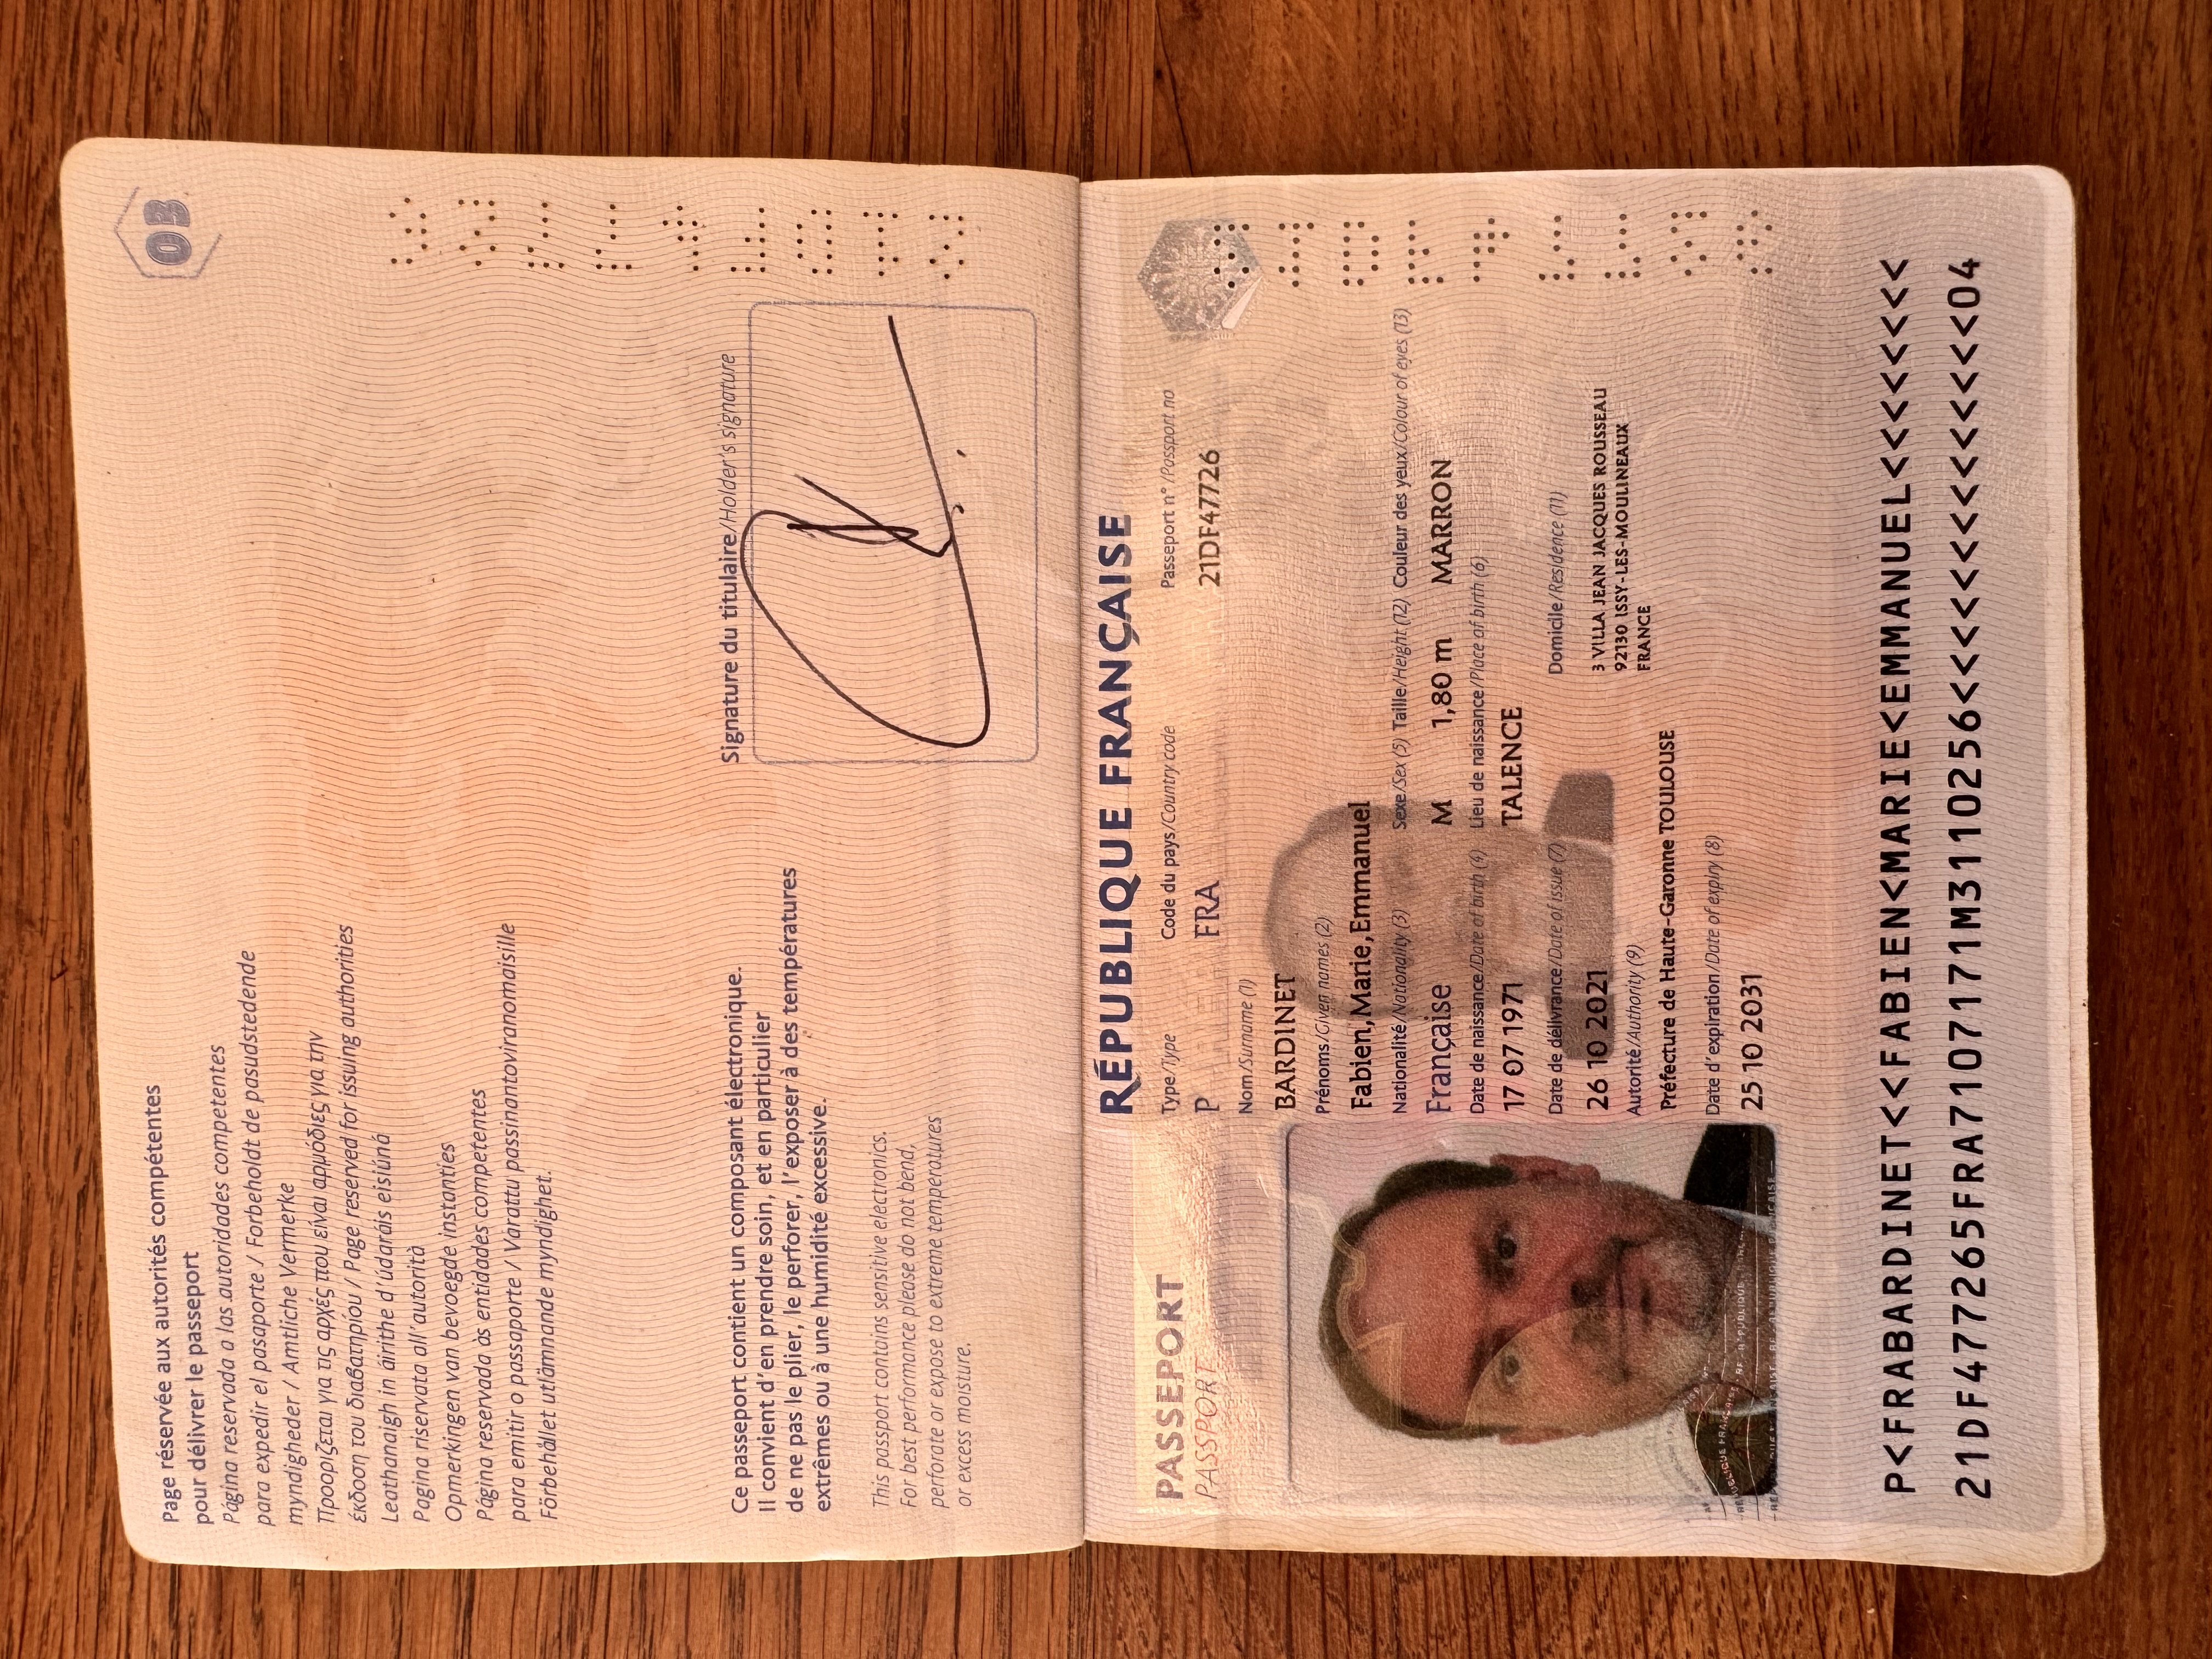 03
Page réservée aux autorités compétentes
pour délivrer le passeport
Página reservada a las autoridades competentes
para expedir el pasaporte / Forbeholdt de pasudstedende
myndigheder / Amtliche Vermerke
Προορίζεται για τις αρχές που είναι αρμόδιες για την
έκδοση του διαβατηρίου / Page reserved for issuing authorities
Leathanaigh in áirithe d'údaráis eisiúná
Pagina riservata all'autorità
Opmerkingen van bevoegde instanties
Página reservada às entidades competentes
para emitir o passaporte / Varattu passinantoviranomaisille
Förbehållet utlämnande myndighet.
Ce passeport contient un composant électronique.
Il convient d'en prendre soin, et en particulier
de ne pas le plier, le perforer, l'exposer à des températures
extrêmes ou à une humidité excessive.
This passport contains sensitive electronics.
For best performance please do not bend,
perforate or expose to extreme temperatures
or excess moisture.
Signature du titulaire/Holder's signature
RÉPUBLIQUE FRANÇAISE
PASSEPORT
PASSPORT
Type/Type Code du pays/Country code Passeport n°/Passport no
P FRA 21DF47726
Nom/Surname (1)
BARDINET
Prénoms/Given names (2)
Fabien,Marie,Emmanuel
Nationalité/Nationality (3) Sexe/Sex (5) Taille/Height (12) Couleur des yeux/Colour of eyes (13)
Française M 1,80 m MARRON
Date de naissance/Date of birth (4) Lieu de naissance/Place of birth (6)
17 07 1971 TALENCE
Date de délivrance/Date of issue (7) Domicile/Residence (11)
26 10 2021
3 VILLA JEAN JACQUES ROUSSEAU
92130 ISSY-LES-MOULINEAUX
FRANCE
Autorité/Authority (9)
Préfecture de Haute-Garonne TOULOUSE
Date d'expiration/Date of expiry (8)
25 10 2031
P<FRABARDINET<<FABIEN<MARIE<EMMANUEL<<<<<<<<
21DF477265FRA7107171M3110256<<<<<<<<<<<<<<04